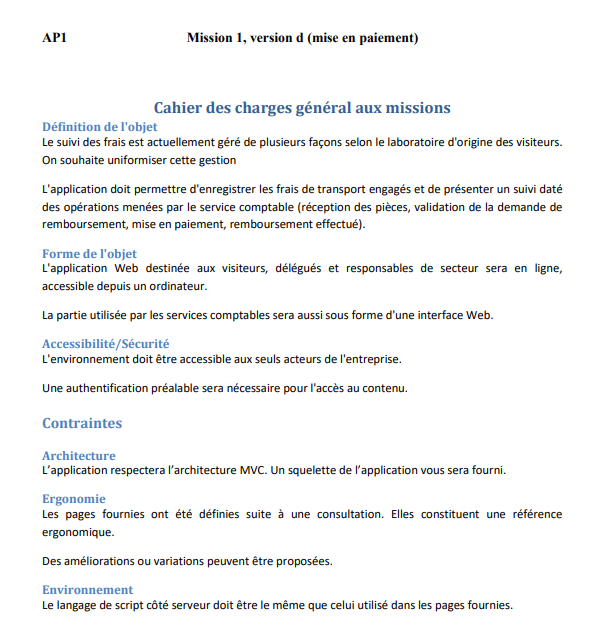 AP1 Mission 1, version d (mise en paiement)
Cahier des charges général aux missions
Définition de l'objet
Le suivi des frais est actuellement géré de plusieurs façons selon le laboratoire d'origine des visiteurs.
On souhaite uniformiser cette gestion
L'application doit permettre d'enregistrer les frais de transport engagés et de présenter un suivi daté
des opérations menées par le service comptable (réception des pièces, validation de la demande de
remboursement, mise en paiement, remboursement effectué).
Forme de l'objet
L'application Web destinée aux visiteurs, délégués et responsables de secteur sera en ligne,
accessible depuis un ordinateur.
La partie utilisée par les services comptables sera aussi sous forme d'une interface Web.
Accessibilité/Sécurité
L'environnement doit être accessible aux seuls acteurs de l'entreprise.
Une authentification préalable sera nécessaire pour l'accès au contenu.
Contraintes
Architecture
L’application respectera l’architecture MVC. Un squelette de l’application vous sera fourni.
Ergonomie
Les pages fournies ont été définies suite à une consultation. Elles constituent une référence
ergonomique.
Des améliorations ou variations peuvent être proposées.
Environnement
Le langage de script côté serveur doit être le même que celui utilisé dans les pages fournies.